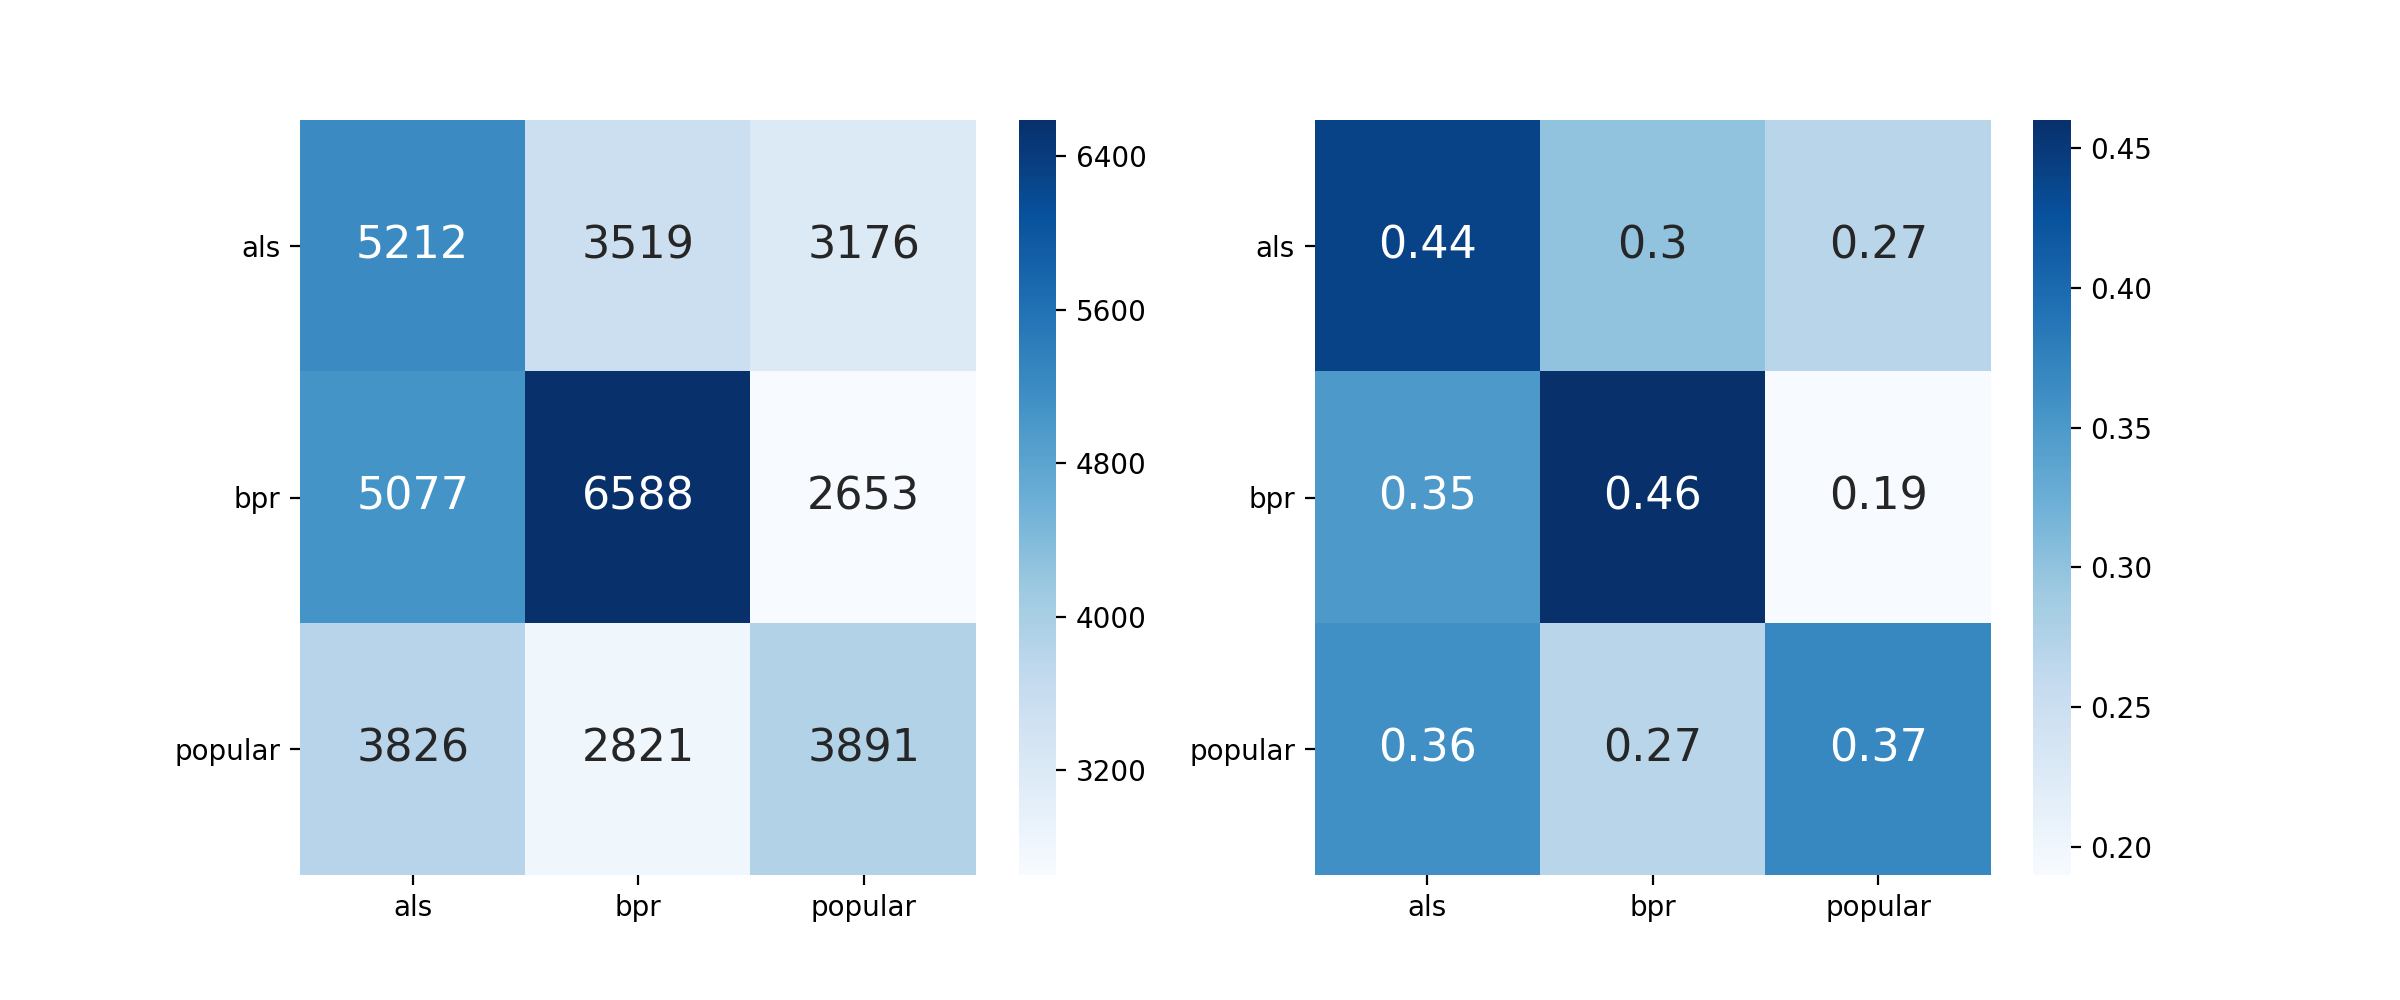 6400
0.45
als 5212 3519 3176
als 0.44 0.3 0.27
5600
0.40
0.35
bpr 5077 6588 2653
bpr 0.35 0.46 0.19
4800
0.30
4000
0.25
popular 3826 2821 3891
popular 0.36 0.27 0.37
3200
0.20
als bpr popular
als bpr popular